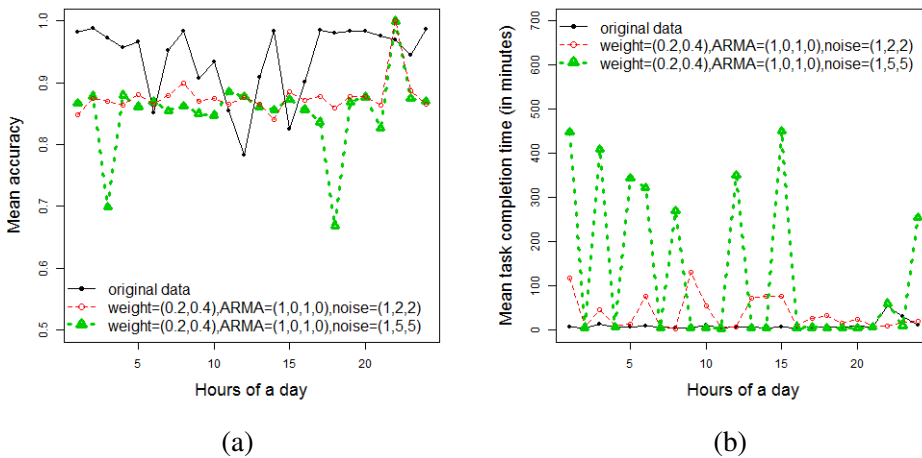 Mean accuracy
1.0
0.9
0.8
0.7
0.6
0.5
original data
weight=(0.2,0.4),ARMA=(1,0,1,0),noise=(1,2,2)
weight=(0.2,0.4),ARMA=(1,0,1,0),noise=(1,5,5)
5 10 15 20
Hours of a day
(a)
Mean task completion time (in minutes)
700
600
500
400
300
200
100
0
original data
weight=(0.2,0.4),ARMA=(1,0,1,0),noise=(1,2,2)
weight=(0.2,0.4),ARMA=(1,0,1,0),noise=(1,5,5)
5 10 15 20
Hours of a day
(b)